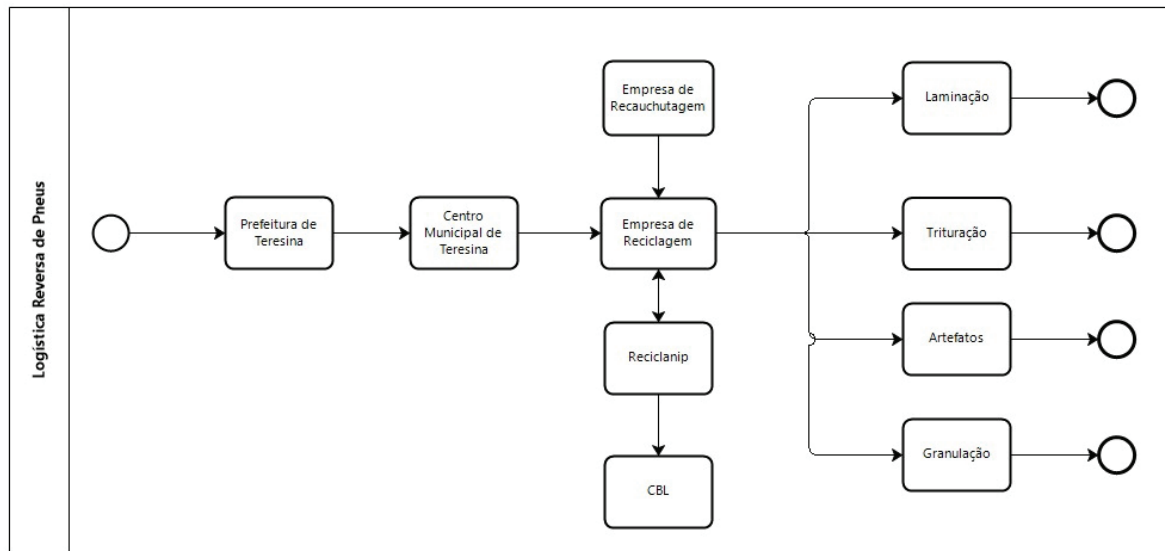 Logística Reversa de Pneus
Prefeitura de
Teresina
Centro
Municipal de
Teresina
Empresa de
Recauchutagem
Empresa de
Reciclagem
Reciclanip
CBL
Laminação
Trituração
Artefatos
Granulação